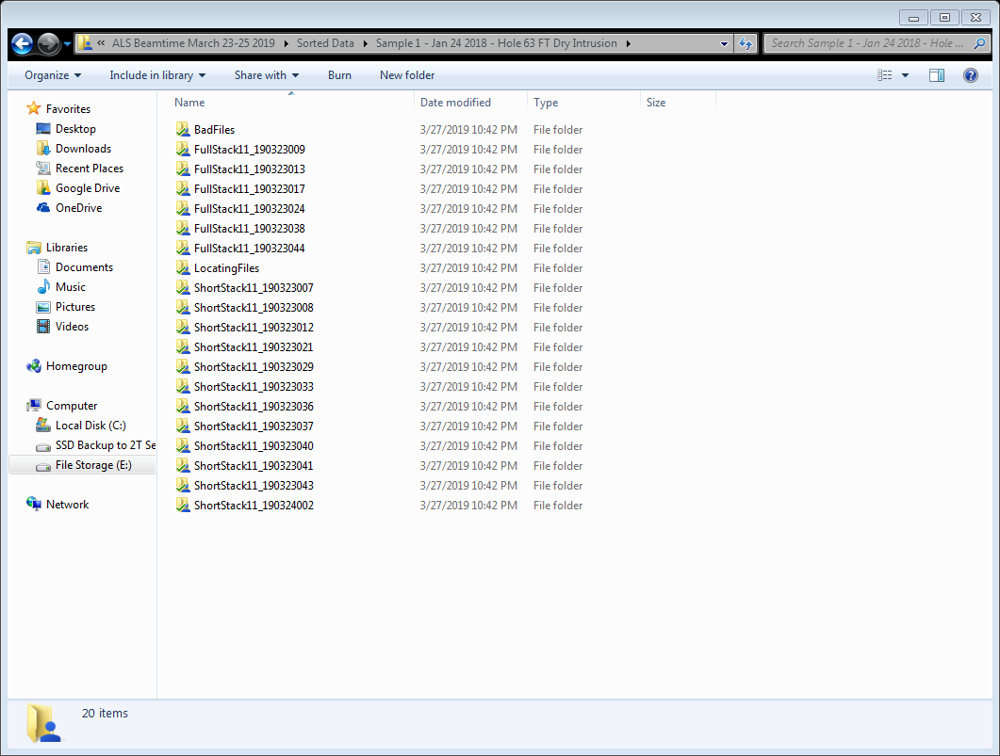 « ALS Beamtime March 23-25 2019 Sorted Data Sample 1 - Jan 24 2018 - Hole 63 FT Dry Intrusion Search Sample 1 - Jan 24 2018 - Hole ...
Organize Include in library Share with Burn New folder
Name Date modified Type Size
Favorites
Desktop
Downloads
Recent Places
Google Drive
OneDrive
Libraries
Documents
Music
Pictures
Videos
Homegroup
Computer
Local Disk (C:)
SSD Backup to 2T Se
File Storage (E:)
Network
BadFiles 3/27/2019 10:42 PM File folder
FullStack11_190323009 3/27/2019 10:42 PM File folder
FullStack11_190323013 3/27/2019 10:42 PM File folder
FullStack11_190323017 3/27/2019 10:42 PM File folder
FullStack11_190323024 3/27/2019 10:42 PM File folder
FullStack11_190323038 3/27/2019 10:42 PM File folder
FullStack11_190323044 3/27/2019 10:42 PM File folder
LocatingFiles 3/27/2019 10:42 PM File folder
ShortStack11_190323007 3/27/2019 10:42 PM File folder
ShortStack11_190323008 3/27/2019 10:42 PM File folder
ShortStack11_190323012 3/27/2019 10:42 PM File folder
ShortStack11_190323021 3/27/2019 10:42 PM File folder
ShortStack11_190323029 3/27/2019 10:42 PM File folder
ShortStack11_190323033 3/27/2019 10:42 PM File folder
ShortStack11_190323036 3/27/2019 10:42 PM File folder
ShortStack11_190323037 3/27/2019 10:42 PM File folder
ShortStack11_190323040 3/27/2019 10:42 PM File folder
ShortStack11_190323041 3/27/2019 10:42 PM File folder
ShortStack11_190323043 3/27/2019 10:42 PM File folder
ShortStack11_190324002 3/27/2019 10:42 PM File folder
20 items